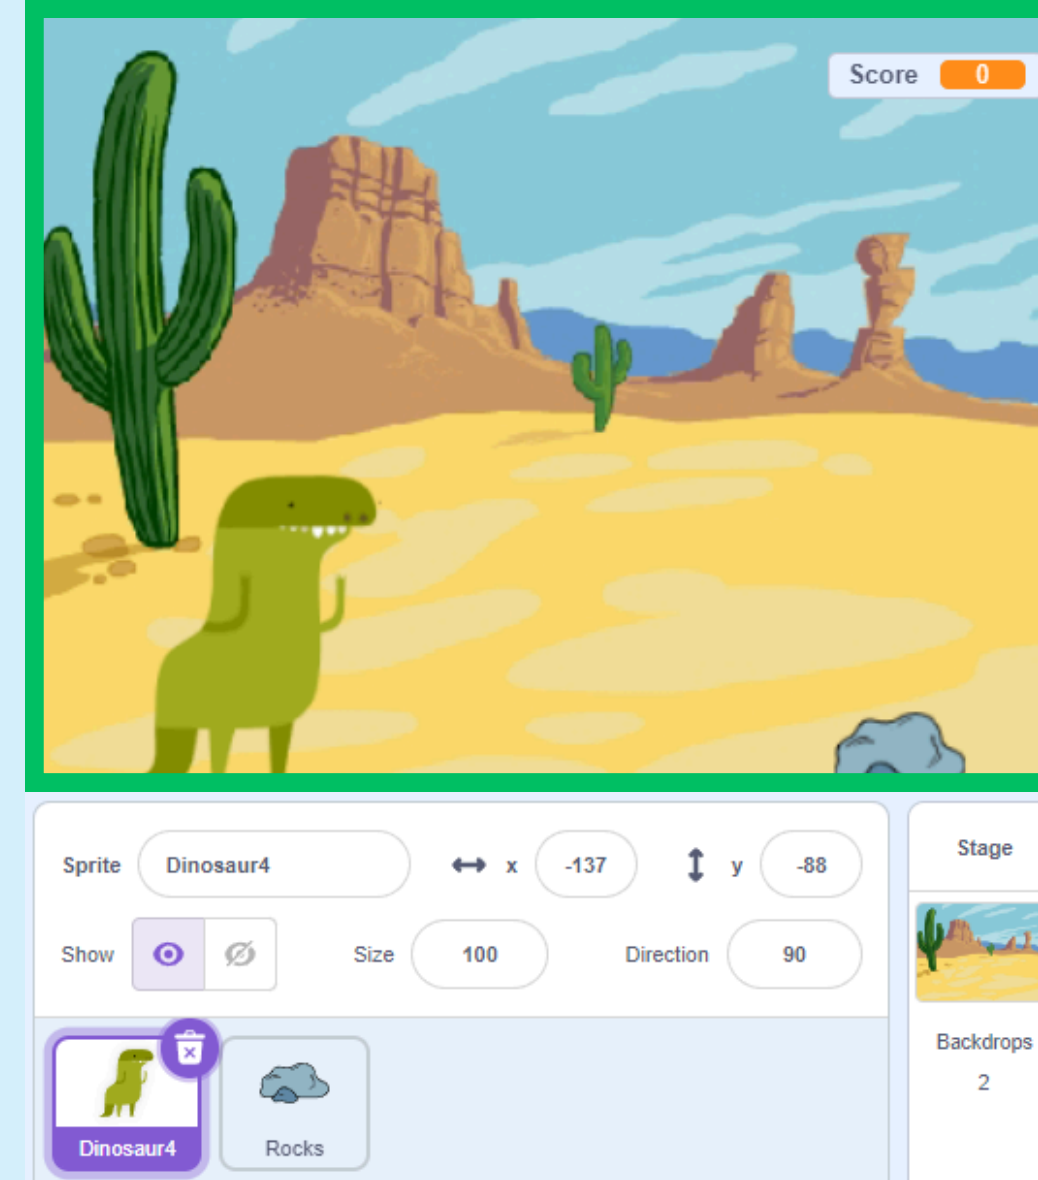 Score 0
Sprite Dinosaur4 x -137 y -88
Show Size 100 Direction 90
Stage
Backdrops
2
Dinosaur4
Rocks